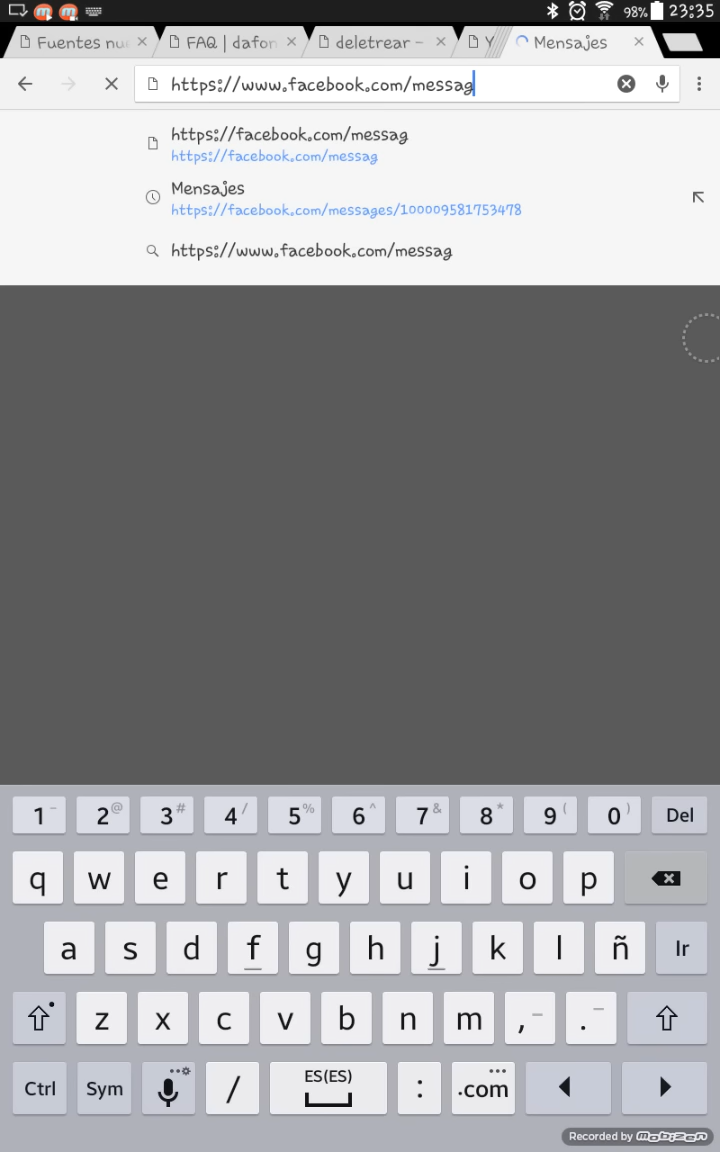 98% 23:35
Fuentes nu
FAQ | dafon
deletrear -
Y
Mensajes
https://www.facebook.com/messag
https://facebook.com/messag
https://facebook.com/messag
Mensajes
https://facebook.com/messages/100009581753478
https://www.facebook.com/messag
1 - 2 @ 3 # 4 / 5 % 6 ^ 7 & 8 * 9 ( 0 ) Del
q w e r t y u i o p
a s d f g h j k l ñ Ir
z x c v b n m , - . -
Ctrl Sym / ES(ES) : .com
Recorded by mobizen